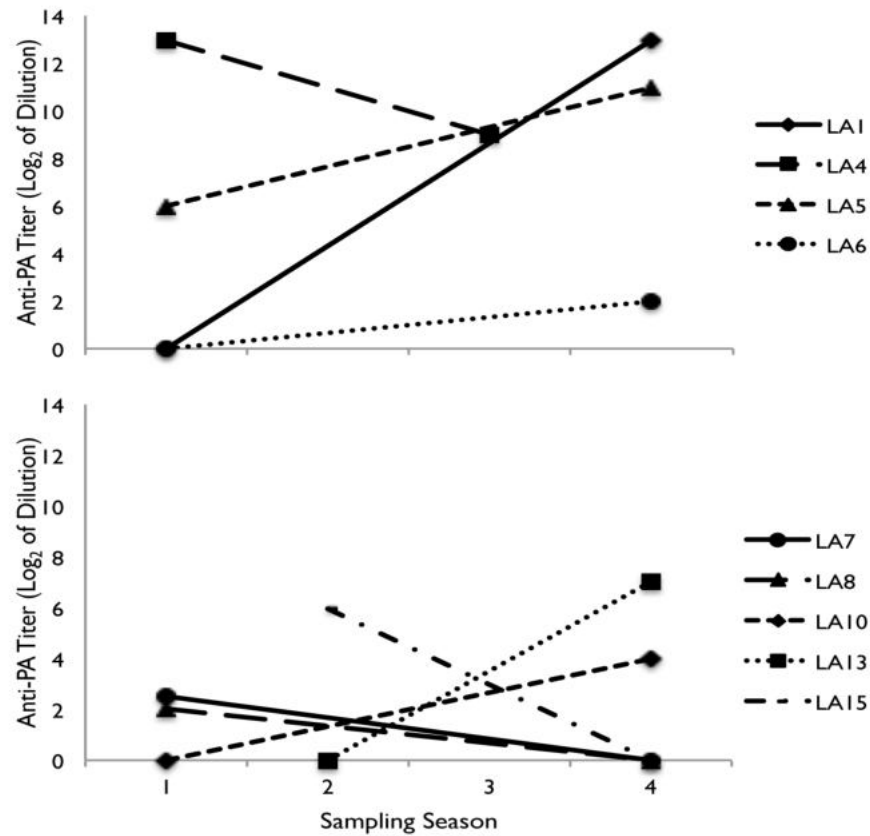 14
12
10
8
6
4
2
0
Anti-PA Titer (Log2 of Dilution)
LA1
LA4
LA5
LA6
14
12
10
8
6
4
2
0
Anti-PA Titer (Log2 of Dilution)
LA7
LA8
LA10
LA13
LA15
1 2 3 4
Sampling Season